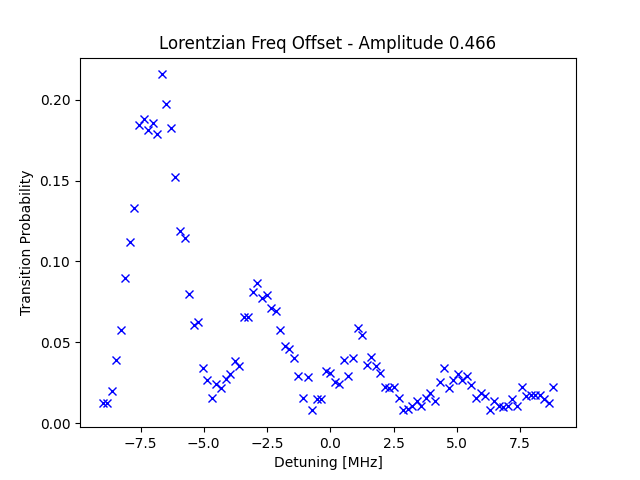 Lorentzian Freq Offset - Amplitude 0.466
Transition Probability
0.20
0.15
0.10
0.05
0.00
−7.5 −5.0 −2.5 0.0 2.5 5.0 7.5
Detuning [MHz]